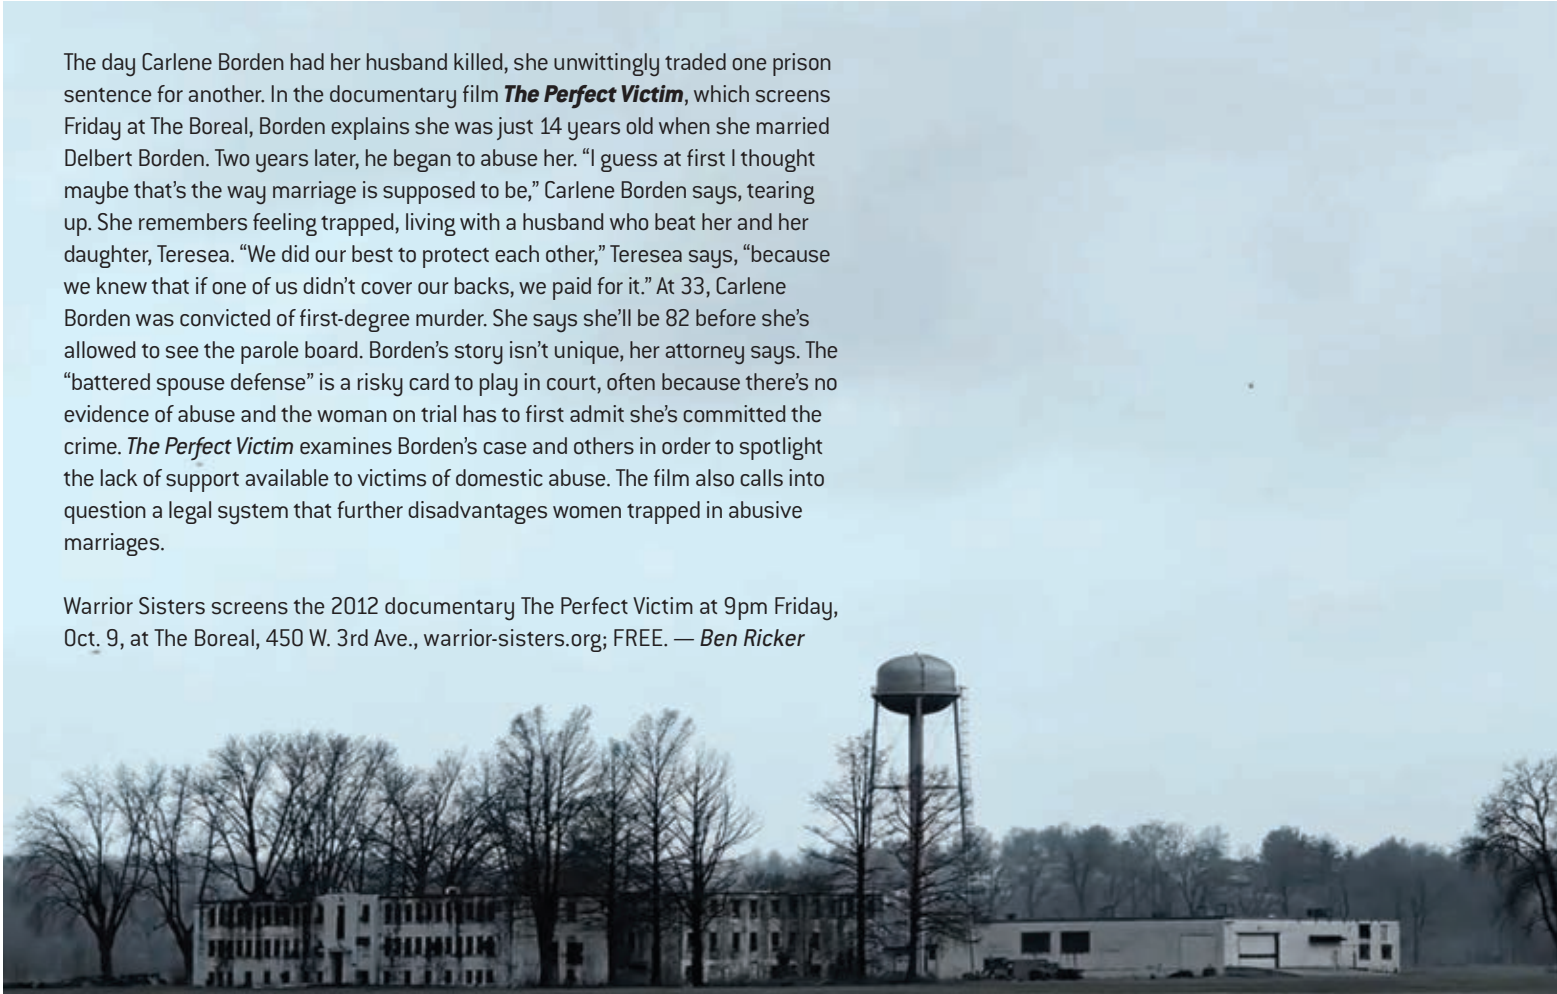 The day Carlene Borden had her husband killed, she unwittingly traded one prison
sentence for another. In the documentary film The Perfect Victim, which screens
Friday at The Boreal, Borden explains she was just 14 years old when she married
Delbert Borden. Two years later, he began to abuse her. “I guess at first I thought
maybe that’s the way marriage is supposed to be,” Carlene Borden says, tearing
up. She remembers feeling trapped, living with a husband who beat her and her
daughter, Teresea. “We did our best to protect each other,” Teresea says, “because
we knew that if one of us didn’t cover our backs, we paid for it.” At 33, Carlene
Borden was convicted of first-degree murder. She says she’ll be 82 before she’s
allowed to see the parole board. Borden’s story isn’t unique, her attorney says. The
“battered spouse defense” is a risky card to play in court, often because there’s no
evidence of abuse and the woman on trial has to first admit she’s committed the
crime. The Perfect Victim examines Borden’s case and others in order to spotlight
the lack of support available to victims of domestic abuse. The film also calls into
question a legal system that further disadvantages women trapped in abusive
marriages.
Warrior Sisters screens the 2012 documentary The Perfect Victim at 9pm Friday,
Oct. 9, at The Boreal, 450 W. 3rd Ave., warrior-sisters.org; FREE. — Ben Ricker